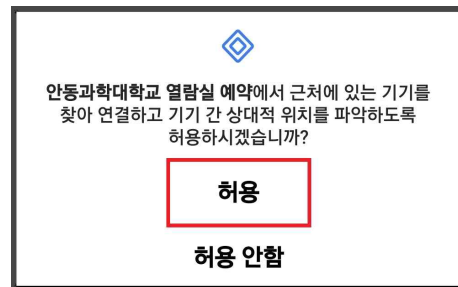 안동과학대학교 열람실 예약에서 근처에 있는 기기를
찾아 연결하고 기기 간 상대적 위치를 파악하도록
허용하시겠습니까?
허용
허용 안함